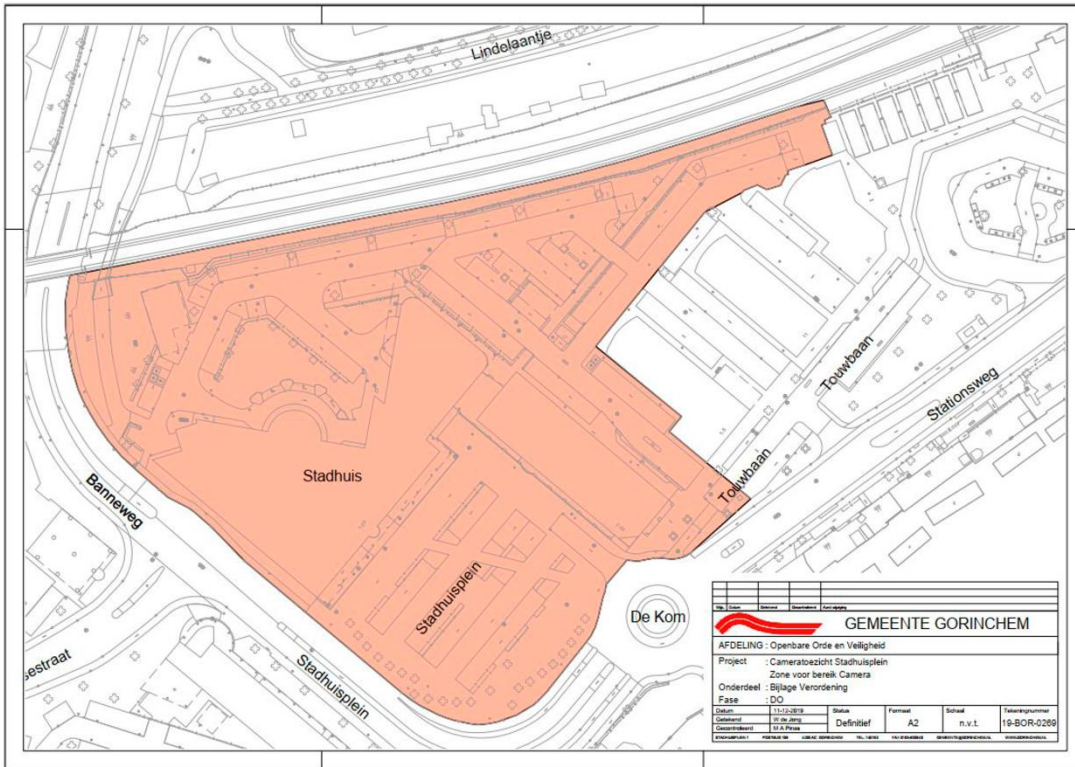 Lindelaantje
Touwbaan
Stationsweg
Stadhuis
Touwbaan
Banneweg
Stadhuisplein
De Kom
sestraat
Stadhuisplein
GEMEENTE GORINCHEM
AFDELING : Openbare Orde en Veiligheid
Project : Cameratoezicht Stadhuisplein
Zone voor bereik Camera
Onderdeel : Bijlage Verordening
Fase : DO
Datum 11-12-2019 Status Formaat Schaal Tekeningnummer
Getekend W de Jong Definitief A2 n.v.t. 19-BOR-0269
Gecontroleerd M A Pinas